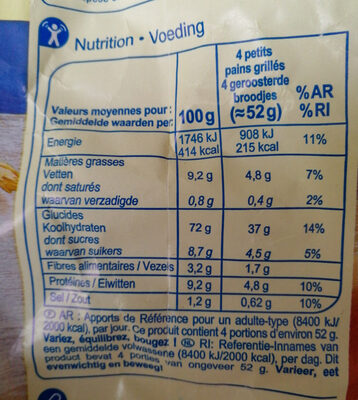 Nutrition • Voeding
Valeurs moyennes pour :
Gemiddelde waarden per:
100g
4 petits
pains grillés
4 geroosterde
broodjes
(≈52g)
%AR
%RI
Energie
1746 kJ
414 kcal
908 kJ
215 kcal
11%
Matières grasses
Vetten 9,2 g 4,8 g 7%
dont saturés
waarvan verzadigde 0,8 g 0,4 g 2%
Glucides
Koolhydraten 72 g 37 g 14%
dont sucres
waarvan suikers 8,7 g 4,5 g 5%
Fibres alimentaires / Vezels 3,2 g 1,7 g
Protéines / Eiwitten 9,2 g 4,8 g 10%
Sel / Zout 1,2 g 0,62 g 10%
AR : Apports de Référence pour un adulte-type (8400 kJ/
2000 kcal), par jour. Ce produit contient 4 portions d'environ 52 g.
Variez, équilibrez, bougez ! NL RI: Referentie-Innames van
een gemiddelde volwassene (8400 kJ/2000 kcal), per dag. Dit
product bevat 4 porties van ongeveer 52 g. Varieer, eet
evenwichtig en beweeg!